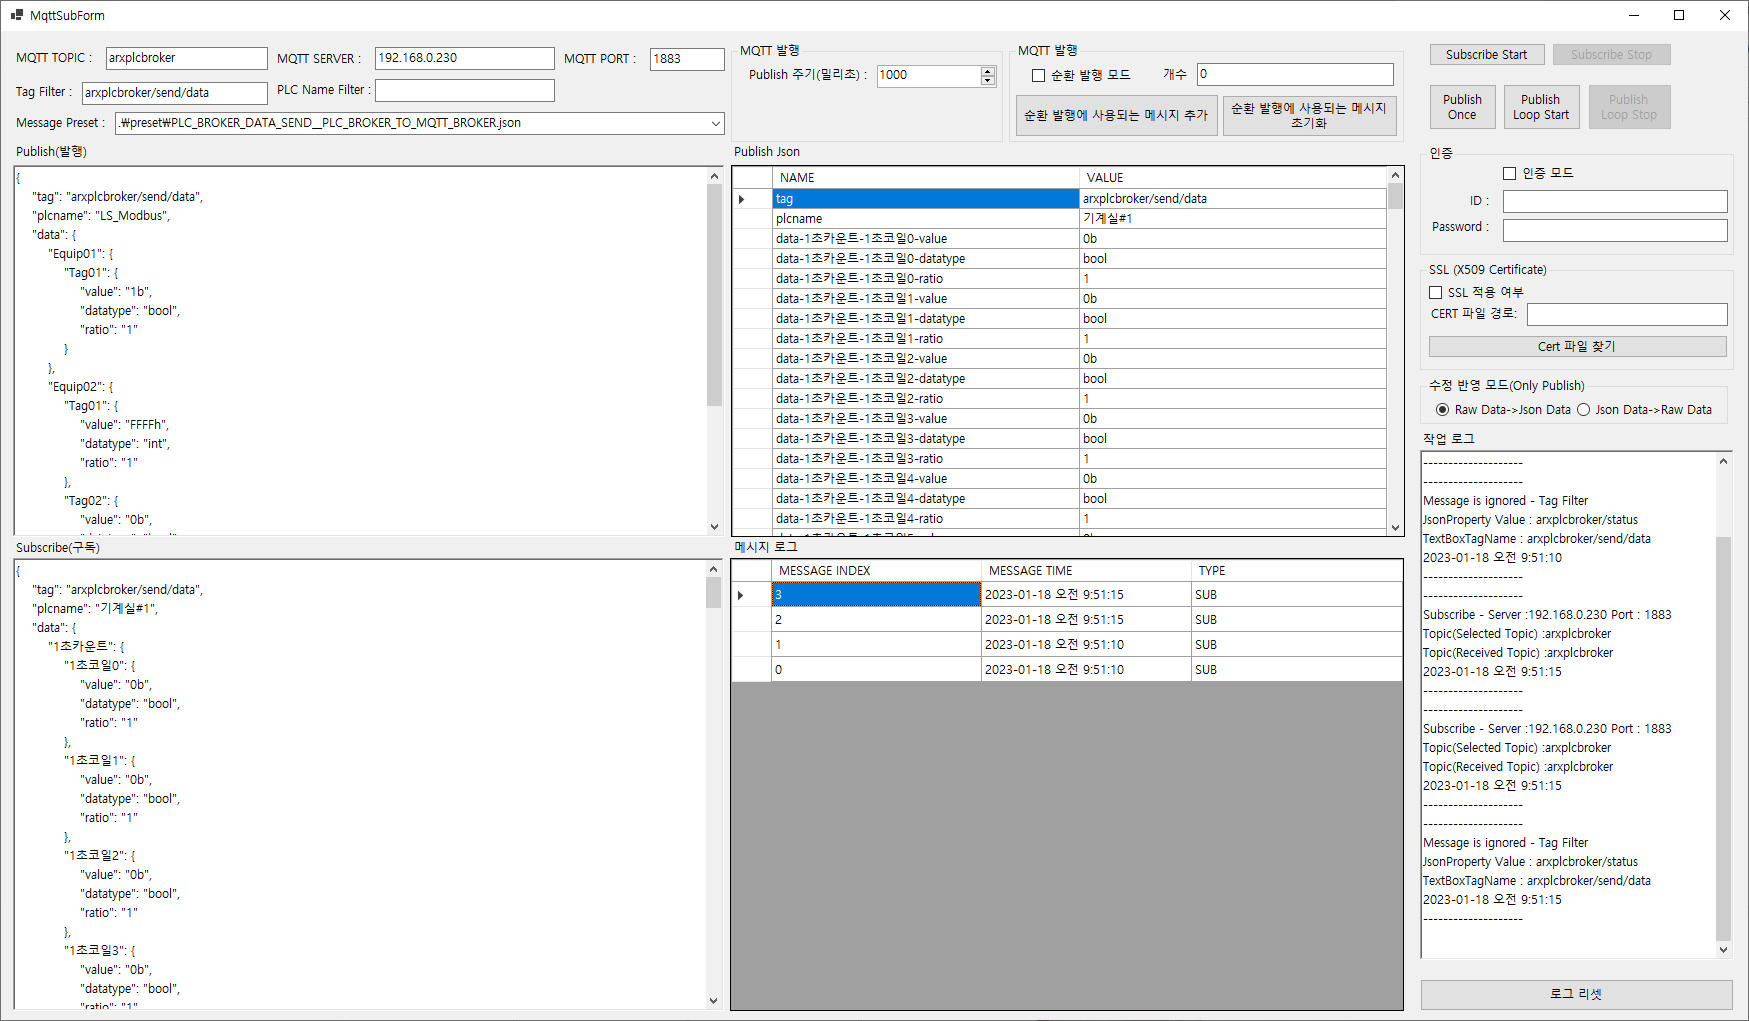 MqttSubForm
MQTT TOPIC :
arxplcbroker
MQTT SERVER :
192.168.0.230
MQTT PORT :
1883
Tag Filter :
arxplcbroker/send/data
PLC Name Filter :
Message Preset :
.₩preset₩PLC_BROKER_DATA_SEND__PLC_BROKER_TO_MQTT_BROKER.json
MQTT 발행
Publish 주기(밀리초) :
1000
MQTT 발행
순환 발행 모드
개수
0
순환 발행에 사용되는 메시지 추가
순환 발행에 사용되는 메시지
초기화
Subscribe Start
Subscribe Stop
Publish
Once
Publish
Loop Start
Publish
Loop Stop
Publish(발행)
{
"tag": "arxplcbroker/send/data",
"plcname": "LS_Modbus",
"data": {
"Equip01": {
"Tag01": {
"value": "1b",
"datatype": "bool",
"ratio": "1"
}
},
"Equip02": {
"Tag01": {
"value": "FFFFh",
"datatype": "int",
"ratio": "1"
},
"Tag02": {
"value": "0b",
Publish Json
NAME VALUE
tag arxplcbroker/send/data
plcname 기계실#1
data-1초카운트-1초코일0-value 0b
data-1초카운트-1초코일0-datatype bool
data-1초카운트-1초코일0-ratio 1
data-1초카운트-1초코일1-value 0b
data-1초카운트-1초코일1-datatype bool
data-1초카운트-1초코일1-ratio 1
data-1초카운트-1초코일2-value 0b
data-1초카운트-1초코일2-datatype bool
data-1초카운트-1초코일2-ratio 1
data-1초카운트-1초코일3-value 0b
data-1초카운트-1초코일3-datatype bool
data-1초카운트-1초코일3-ratio 1
data-1초카운트-1초코일4-value 0b
data-1초카운트-1초코일4-datatype bool
data-1초카운트-1초코일4-ratio 1
Subscribe(구독)
{
"tag": "arxplcbroker/send/data",
"plcname": "기계실#1",
"data": {
"1초카운트": {
"1초코일0": {
"value": "0b",
"datatype": "bool",
"ratio": "1"
},
"1초코일1": {
"value": "0b",
"datatype": "bool",
"ratio": "1"
},
"1초코일2": {
"value": "0b",
"datatype": "bool",
"ratio": "1"
},
"1초코일3": {
"value": "0b",
"datatype": "bool",
"ratio": "1"
메시지 로그
MESSAGE INDEX MESSAGE TIME TYPE
3 2023-01-18 오전 9:51:15 SUB
2 2023-01-18 오전 9:51:15 SUB
1 2023-01-18 오전 9:51:10 SUB
0 2023-01-18 오전 9:51:10 SUB
인증
인증 모드
ID :
Password :
SSL (X509 Certificate)
SSL 적용 여부
CERT 파일 경로:
Cert 파일 찾기
수정 반영 모드(Only Publish)
Raw Data->Json Data
Json Data->Raw Data
작업 로그
--------------------
--------------------
Message is ignored - Tag Filter
JsonProperty Value : arxplcbroker/status
TextBoxTagName : arxplcbroker/send/data
2023-01-18 오전 9:51:10
--------------------
--------------------
Subscribe - Server :192.168.0.230 Port : 1883
Topic(Selected Topic) :arxplcbroker
Topic(Received Topic) :arxplcbroker
2023-01-18 오전 9:51:15
--------------------
--------------------
Subscribe - Server :192.168.0.230 Port : 1883
Topic(Selected Topic) :arxplcbroker
Topic(Received Topic) :arxplcbroker
2023-01-18 오전 9:51:15
--------------------
--------------------
Message is ignored - Tag Filter
JsonProperty Value : arxplcbroker/status
TextBoxTagName : arxplcbroker/send/data
2023-01-18 오전 9:51:15
--------------------
로그 리셋